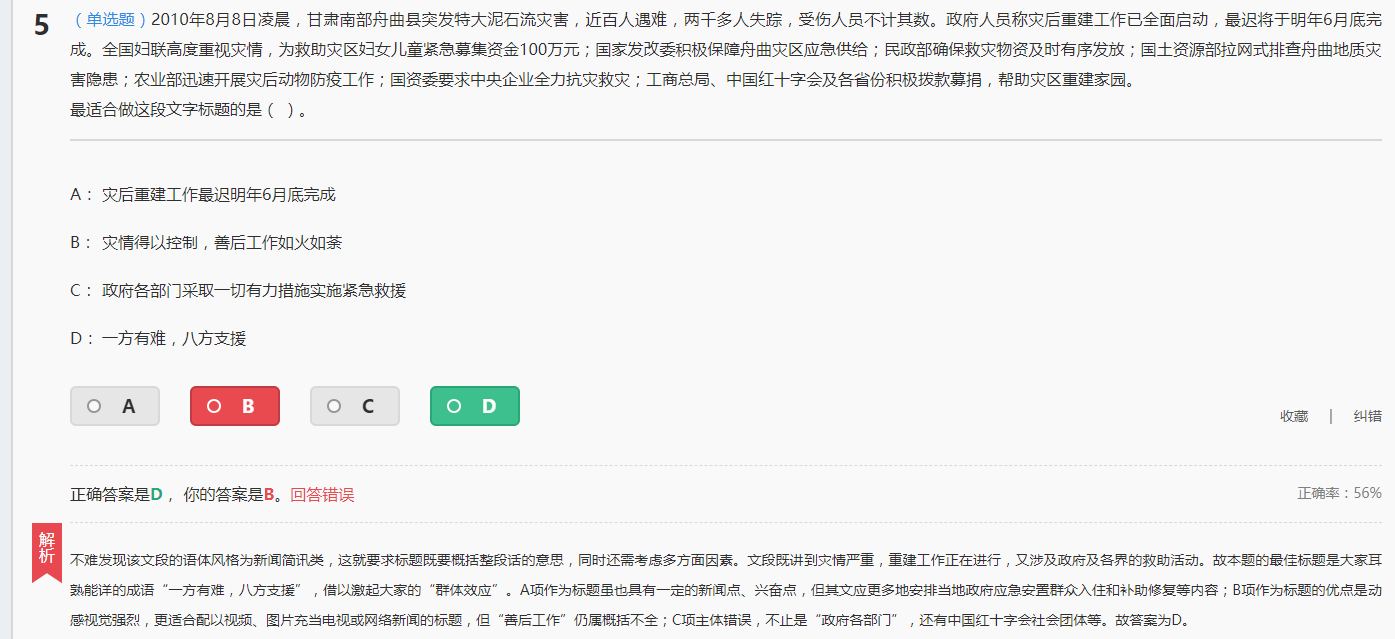 5 （单选题）2010年8月8日凌晨，甘肃南部舟曲县突发特大泥石流灾害，近百人遇难，两千多人失踪，受伤人员不计其数。政府人员称灾后重建工作已全面启动，最迟将于明年6月底完
成。全国妇联高度重视灾情，为救助灾区妇女儿童紧急募集资金100万元；国家发改委积极保障舟曲灾区应急供给；民政部确保救灾物资及时有序发放；国土资源部拉网式排查舟曲地质灾
害隐患；农业部迅速开展灾后动物防疫工作；国资委要求中央企业全力抗灾救灾；工商总局、中国红十字会及各省份积极拨款募捐，帮助灾区重建家园。
最适合做这段文字标题的是（  ）。
A： 灾后重建工作最迟明年6月底完成
B： 灾情得以控制，善后工作如火如荼
C： 政府各部门采取一切有力措施实施紧急救援
D： 一方有难，八方支援
A B C D
收藏 | 纠错
正确答案是D， 你的答案是B。回答错误
正确率：56%
解析
不难发现该文段的语体风格为新闻简讯类，这就要求标题既要概括整段话的意思，同时还需考虑多方面因素。文段既讲到灾情严重，重建工作正在进行，又涉及政府及各界的救助活动。故本题的最佳标题是大家耳
熟能详的成语“一方有难，八方支援”，借以激起大家的“群体效应”。A项作为标题虽也具有一定的新闻点、兴奋点，但其文应更多地安排当地政府应急安置群众入住和补助修复等内容；B项作为标题的优点是动
感视觉强烈，更适合配以视频、图片充当电视或网络新闻的标题，但“善后工作”仍属概括不全；C项主体错误，不止是“政府各部门”，还有中国红十字会社会团体等。故答案为D。